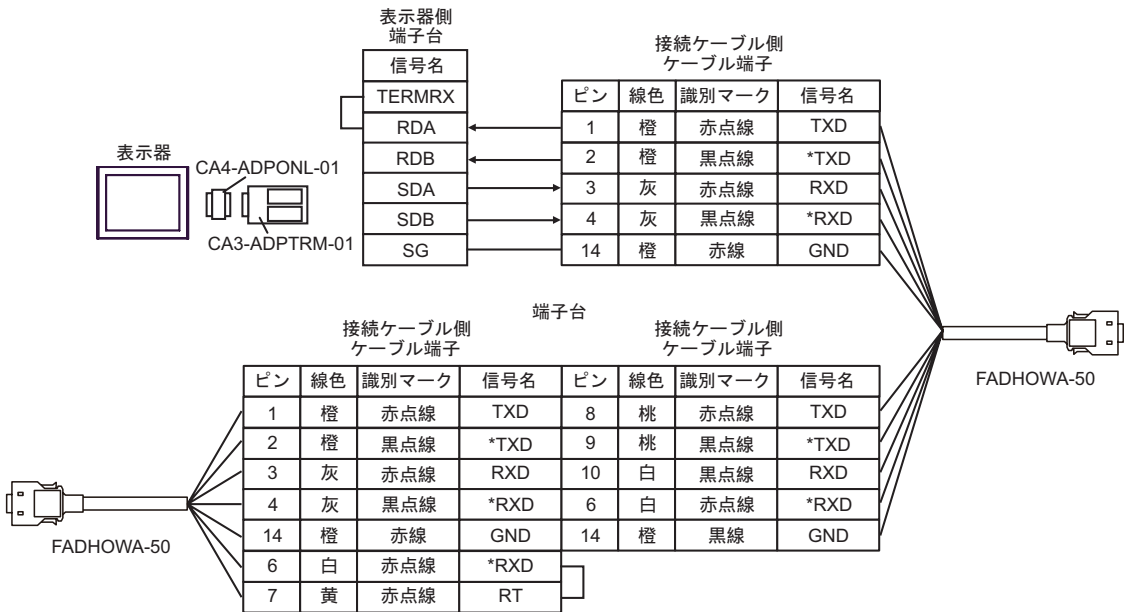 表示器側
端子台
信号名
TERMRX
RDA
RDB
SDA
SDB
SG
接続ケーブル側
ケーブル端子
ピン 線色 識別マーク 信号名
1 橙 赤点線 TXD
2 橙 黒点線 *TXD
3 灰 赤点線 RXD
4 灰 黒点線 *RXD
14 橙 赤線 GND
表示器
CA4-ADPONL-01
CA3-ADPTRM-01
FADHOWA-50
端子台
接続ケーブル側
ケーブル端子
ピン 線色 識別マーク 信号名
1 橙 赤点線 TXD
2 橙 黒点線 *TXD
3 灰 赤点線 RXD
4 灰 黒点線 *RXD
14 橙 赤線 GND
6 白 赤点線 *RXD
7 黄 赤点線 RT
接続ケーブル側
ケーブル端子
ピン 線色 識別マーク 信号名
8 桃 赤点線 TXD
9 桃 黒点線 *TXD
10 白 黒点線 RXD
6 白 赤点線 *RXD
14 橙 黒線 GND
FADHOWA-50